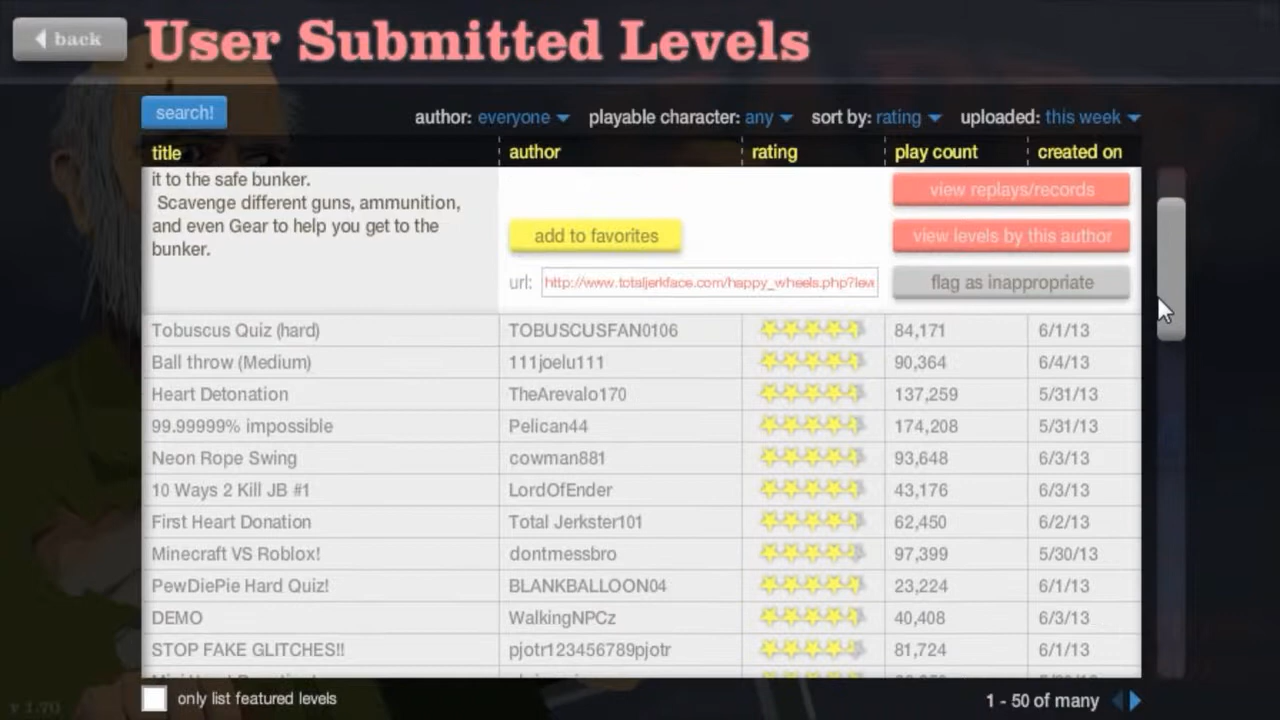 back
User Submitted Levels
search!
author: everyone playable character: any sort by: rating uploaded: this week
title author rating play count created on
it to the safe bunker.
Scavenge different guns, ammunition,
and even Gear to help you get to the
bunker.
view replays/records
add to favorites
view levels by this author
url: http://www.totaljerkface.com/happy_wheels.php?lev
flag as inappropriate
Tobuscus Quiz (hard) TOBUSCUSFAN0106 84,171 6/1/13
Ball throw (Medium) 111joelu111 90,364 6/4/13
Heart Detonation TheArevalo170 137,259 5/31/13
99.99999% impossible Pelican44 174,208 5/31/13
Neon Rope Swing cowman881 93,648 6/3/13
10 Ways 2 Kill JB #1 LordOfEnder 43,176 6/3/13
First Heart Donation Total Jerkster101 62,450 6/2/13
Minecraft VS Roblox! dontmessbro 97,399 5/30/13
PewDiePie Hard Quiz! BLANKBALLOON04 23,224 6/1/13
DEMO WalkingNPCz 40,408 6/3/13
STOP FAKE GLITCHES!! pjotr123456789pjotr 81,724 6/1/13
only list featured levels
1 - 50 of many
v 1.70